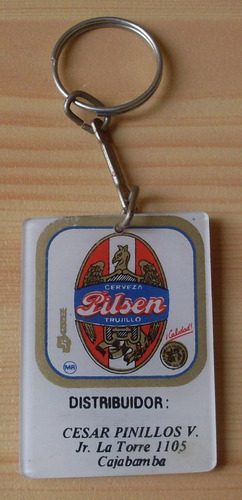 CERVEZA
Pilsen
TRUJILLO
¡Calidad!
MR
DISTRIBUIDOR:
CESAR PINILLOS V.
Jr. La Torre 1105
Cajabamba